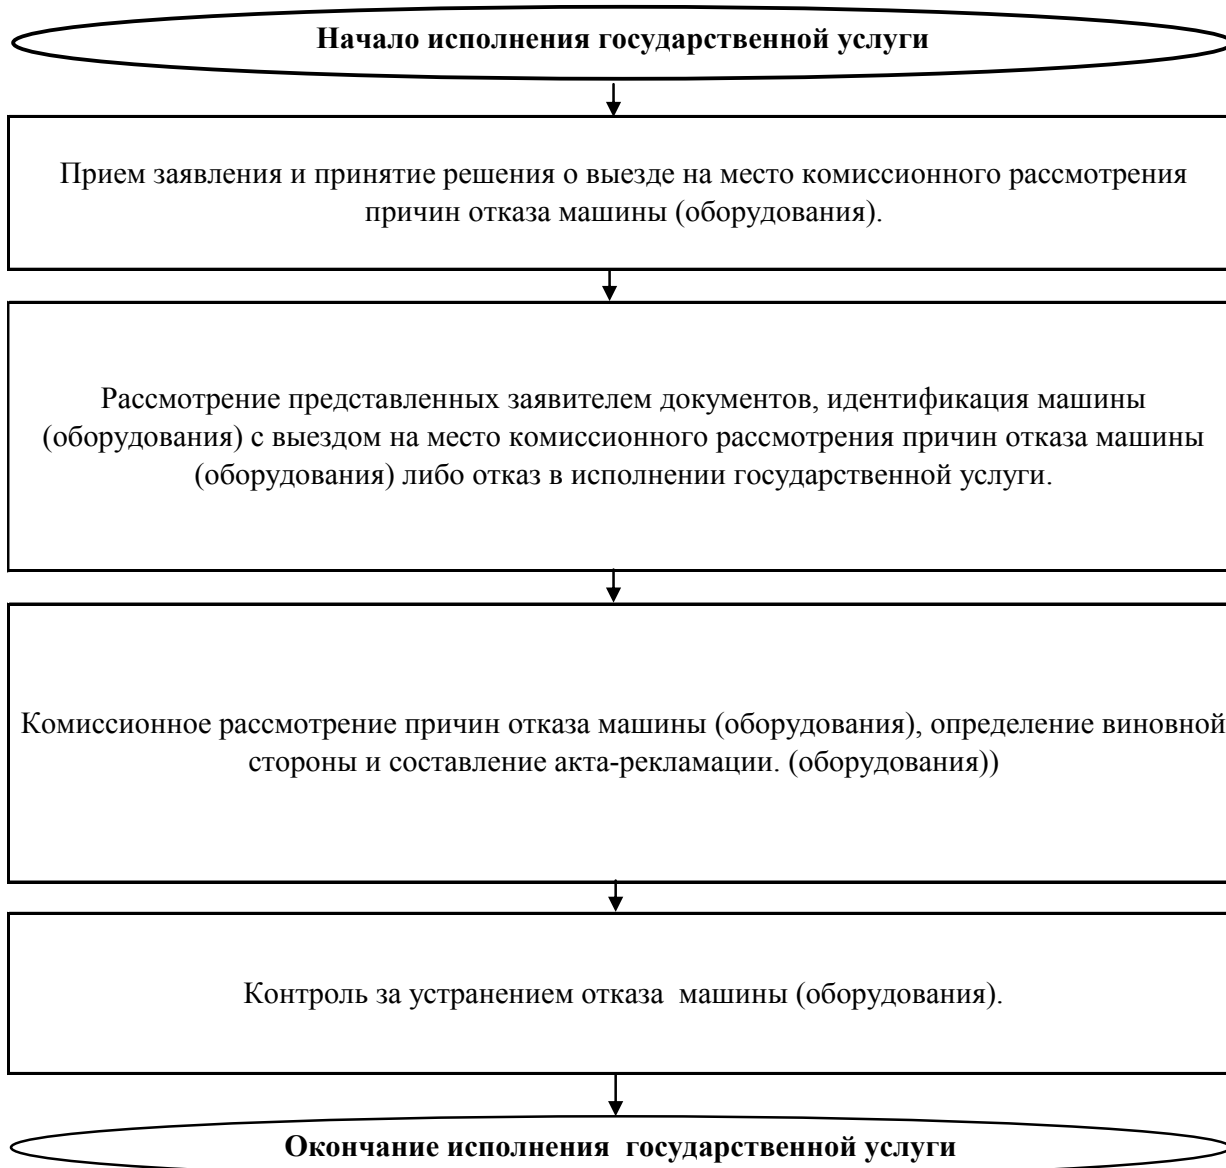 Начало исполнения государственной услуги
Прием заявления и принятие решения о выезде на место комиссионного рассмотрения
причин отказа машины (оборудования).
Рассмотрение представленных заявителем документов, идентификация машины
(оборудования) с выездом на место комиссионного рассмотрения причин отказа машины
(оборудования) либо отказ в исполнении государственной услуги.
Комиссионное рассмотрение причин отказа машины (оборудования), определение виновной
стороны и составление акта-рекламации. (оборудования))
Контроль за устранением отказа  машины (оборудования).
Окончание исполнения  государственной услуги